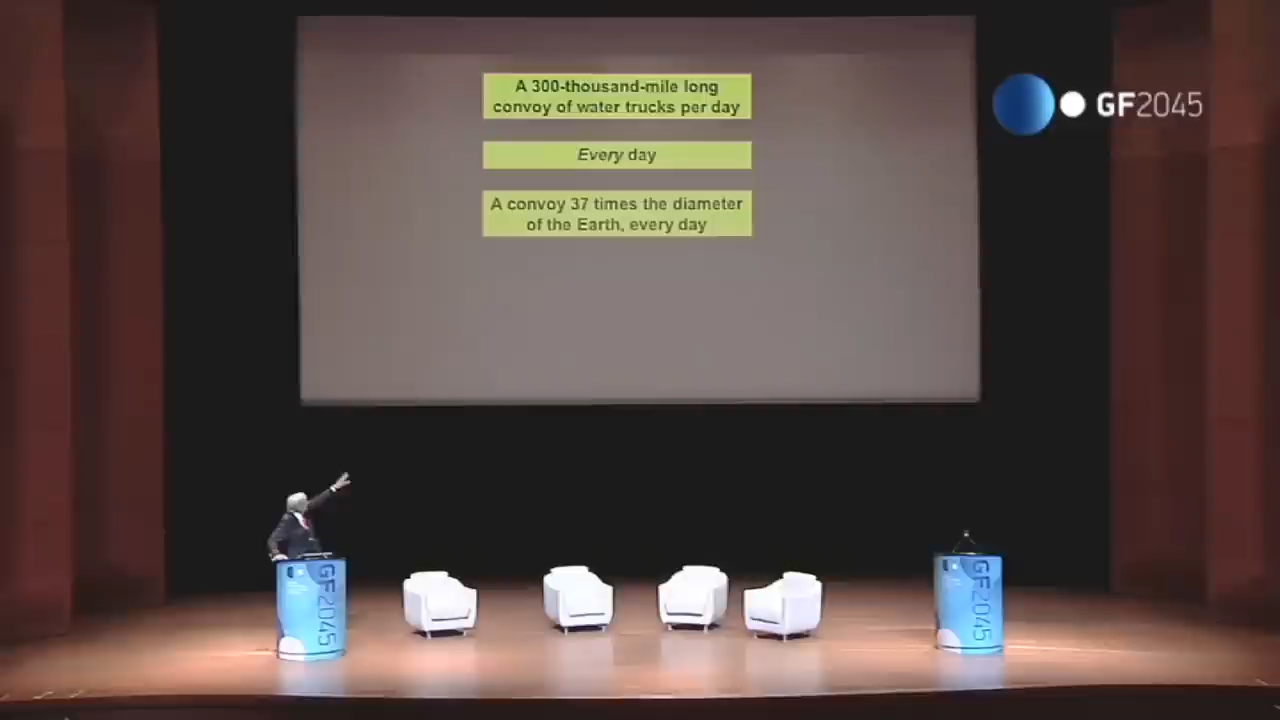 A 300-thousand-mile long
convoy of water trucks per day
Every day
A convoy 37 times the diameter
of the Earth, every day
GF2045
GF2045
GF2045